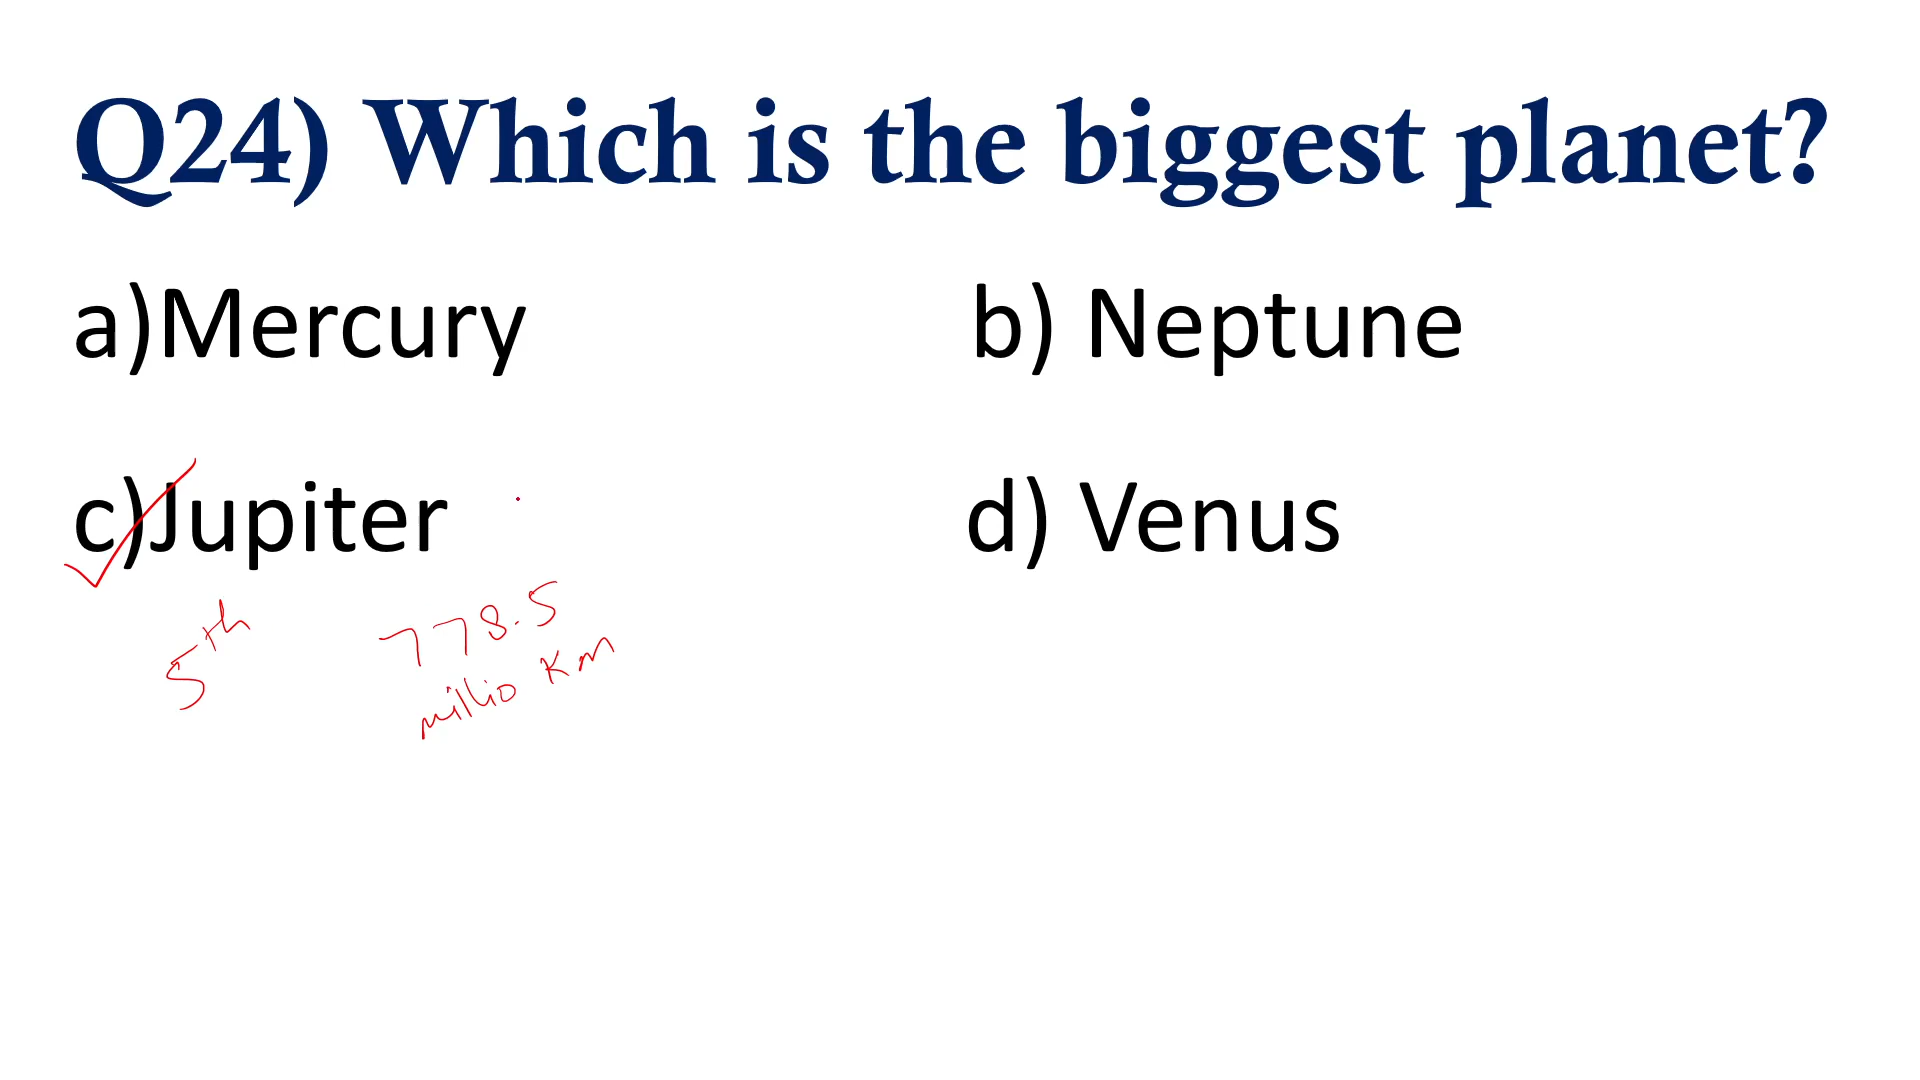 Q24) Which is the biggest planet?
a)Mercury
b) Neptune
c)Jupiter
d) Venus
5th
778.5
millio Km